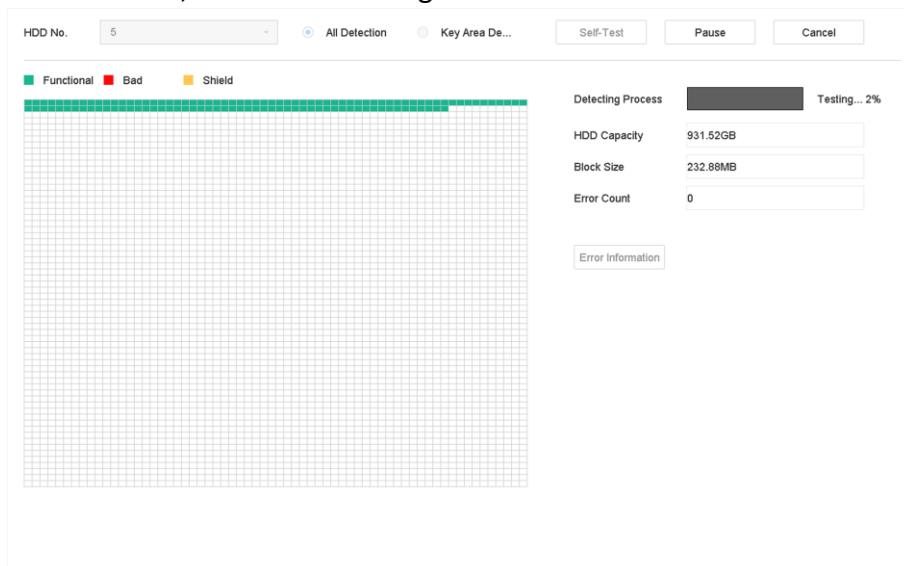 HDD No. 5 All Detection Key Area De... Self-Test Pause Cancel
Functional Bad Shield
Detecting Process Testing... 2%
HDD Capacity 931.52GB
Block Size 232.88MB
Error Count 0
Error Information